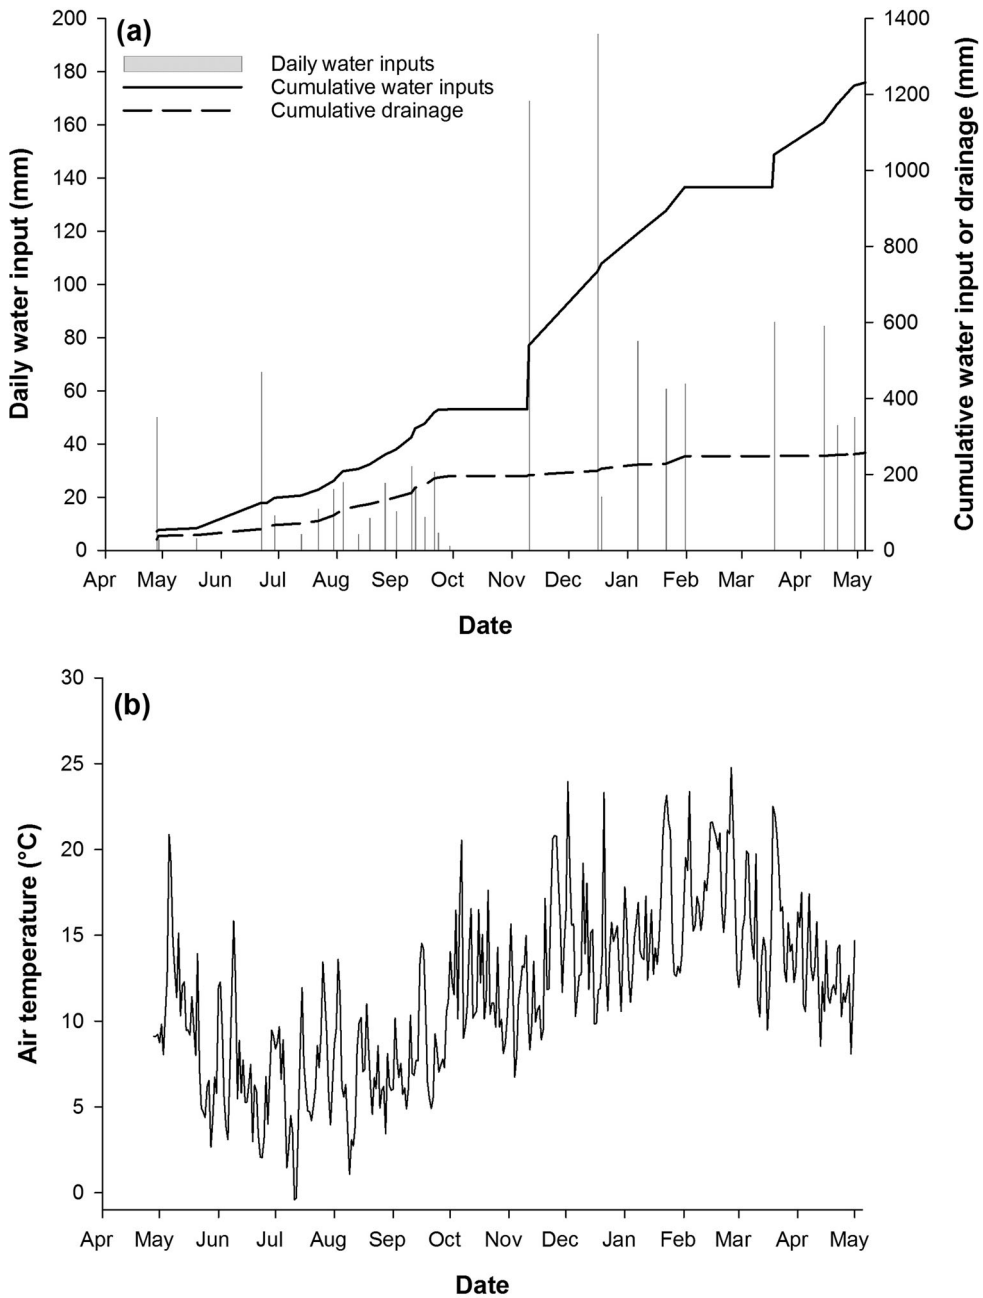 (a)
Daily water inputs
Cumulative water inputs
Cumulative drainage
Daily water input (mm)
200
180
160
140
120
100
80
60
40
20
0
Cumulative water input or drainage (mm)
1400
1200
1000
800
600
400
200
0
Apr May Jun Jul Aug Sep Oct Nov Dec Jan Feb Mar Apr May
Date
(b)
Air temperature (°C)
30
25
20
15
10
5
0
Apr May Jun Jul Aug Sep Oct Nov Dec Jan Feb Mar Apr May
Date